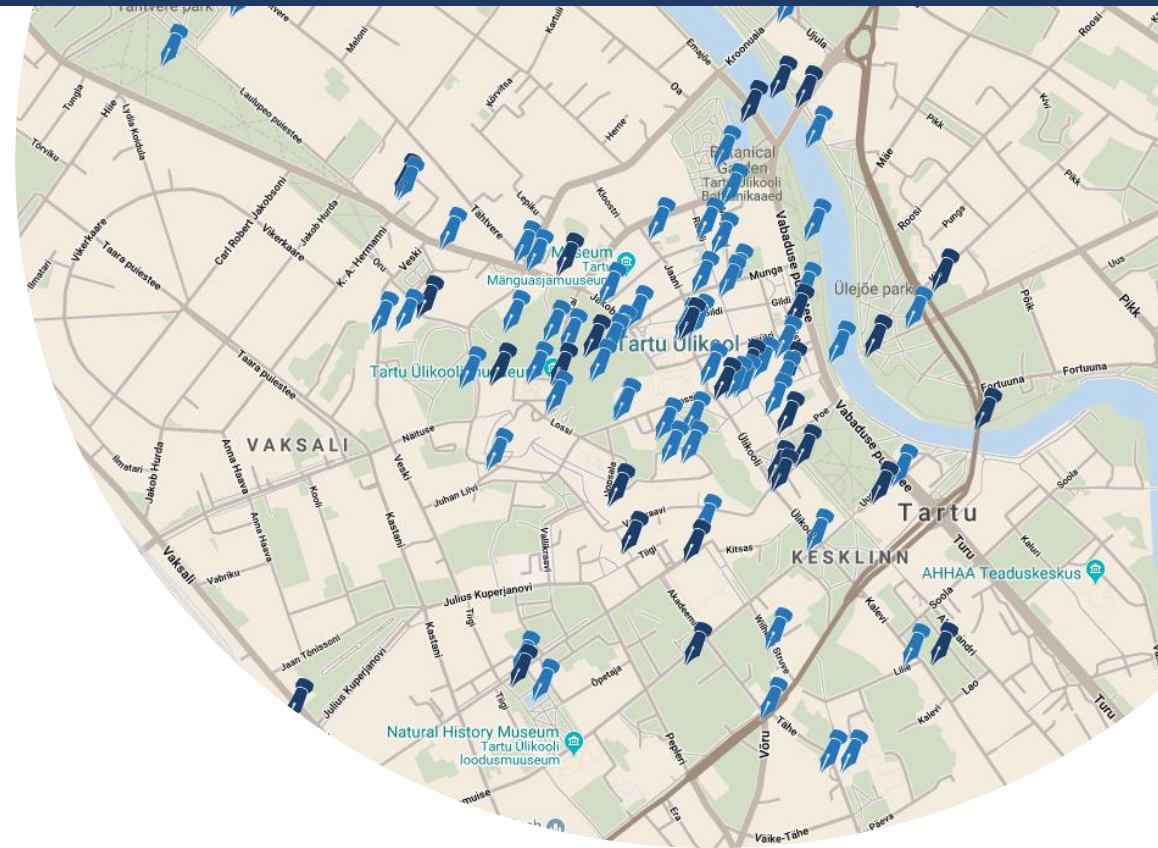 Tähtvere park
Kroonuaia
Ujula
Roosi
Meloni
Emajõe
Kartuli
Oa
Kõrvitsa
Herne
Tungla
Hiie
Lydia Koidula
Laulupeo puiestee
Tõrviku
Kivi
Pikk
Mäe
Pikk
Botanical
Garden
Tartu Ülikooli
Botaanikaaed
Carl Robert Jakobsoni
Vikerkaare
Jakob Hurda
Vikerkaare
Taara puiestee
K. A. Hermanni
Oru
Veski
Tähtvere
Lepiku
Kloostri
Jaani
Munga
Gildi
Gildi
Vabaduse puiestee
Roosi
Punga
Uus
Pikk
Põik
Ülejõe park
Museum
Tartu
Mänguasjamuuseum
Tartu Ülikool
Tartu Ülikooli muuseum
Ilmatari
Taara puiestee
Fortuuna
Fortuuna
VAKSALI
Näituse
Lossi
Ülikooli
Poe
Vabaduse puiestee
Ilmatari
Jakob Hurda
Anna Haava
Anna Haava
Kooli
Veski
Juhan Liivi
Kastani
Vallikraavi
Tiigi
Kitsas
Ülikooli
Tartu
KESKLINN
Soola
Kaluri
Turu
AHHAA Teaduskeskus
Soola
Vaksali
Vabriku
Julius Kuperjanovi
Tiigi
Kastani
Kalevi
Lilie
Lao
Kalevi
Turu
Jaan Tõnissoni
Julius Kuperjanovi
Õpetaja
Tiigi
Pepleri
Tähe
Võru
Natural History Museum
Tartu Ülikooli
loodusmuuseum
Era
Väike-Tähe
Päeva